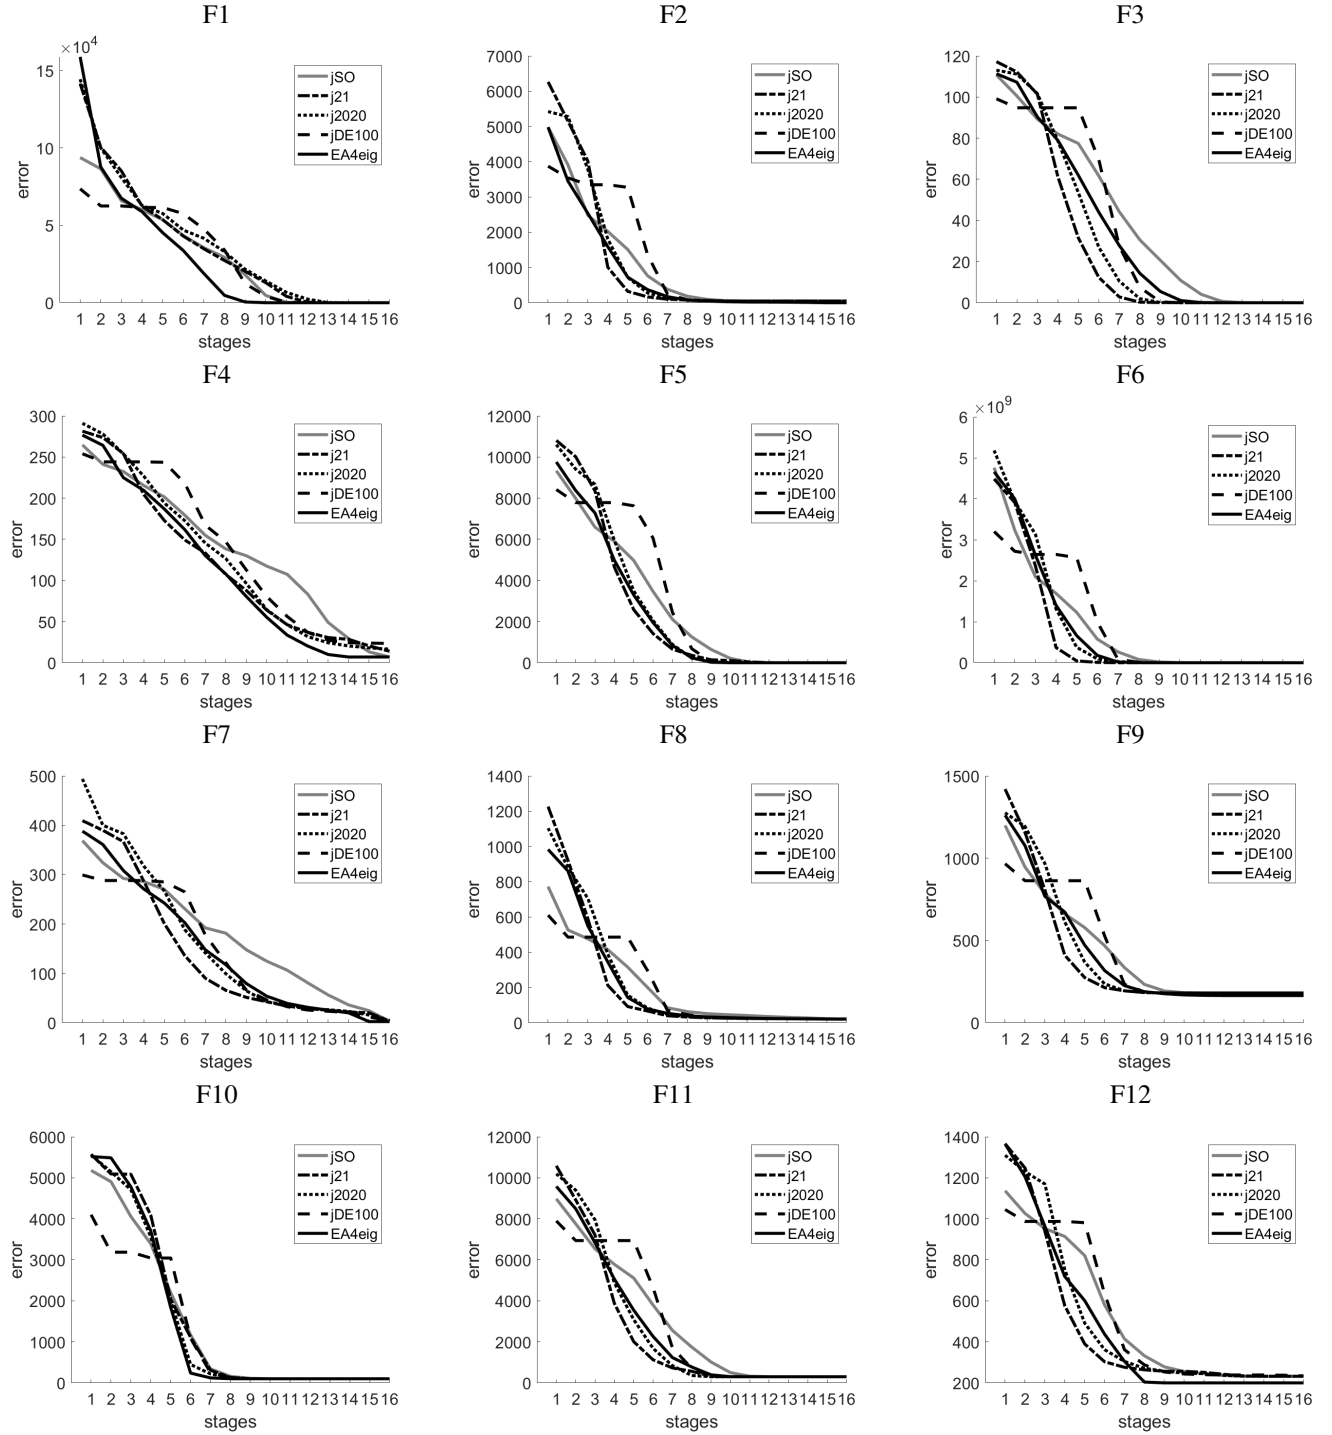 F1
×10⁴
15
10
5
0
error
1 2 3 4 5 6 7 8 9 10 11 12 13 14 15 16
stages
jSO
j21
j2020
jDE100
EA4eig
F2
7000
6000
5000
4000
3000
2000
1000
0
error
1 2 3 4 5 6 7 8 9 10 11 12 13 14 15 16
stages
jSO
j21
j2020
jDE100
EA4eig
F3
120
100
80
60
40
20
0
error
1 2 3 4 5 6 7 8 9 10 11 12 13 14 15 16
stages
jSO
j21
j2020
jDE100
EA4eig
F4
300
250
200
150
100
50
0
error
1 2 3 4 5 6 7 8 9 10 11 12 13 14 15 16
stages
jSO
j21
j2020
jDE100
EA4eig
F5
12000
10000
8000
6000
4000
2000
0
error
1 2 3 4 5 6 7 8 9 10 11 12 13 14 15 16
stages
jSO
j21
j2020
jDE100
EA4eig
F6
×10⁹
6
5
4
3
2
1
0
error
1 2 3 4 5 6 7 8 9 10 11 12 13 14 15 16
stages
jSO
j21
j2020
jDE100
EA4eig
F7
500
400
300
200
100
0
error
1 2 3 4 5 6 7 8 9 10 11 12 13 14 15 16
stages
jSO
j21
j2020
jDE100
EA4eig
F8
1400
1200
1000
800
600
400
200
0
error
1 2 3 4 5 6 7 8 9 10 11 12 13 14 15 16
stages
jSO
j21
j2020
jDE100
EA4eig
F9
1500
1000
500
0
error
1 2 3 4 5 6 7 8 9 10 11 12 13 14 15 16
stages
jSO
j21
j2020
jDE100
EA4eig
F10
6000
5000
4000
3000
2000
1000
0
error
1 2 3 4 5 6 7 8 9 10 11 12 13 14 15 16
stages
jSO
j21
j2020
jDE100
EA4eig
F11
12000
10000
8000
6000
4000
2000
0
error
1 2 3 4 5 6 7 8 9 10 11 12 13 14 15 16
stages
jSO
j21
j2020
jDE100
EA4eig
F12
1400
1200
1000
800
600
400
200
error
1 2 3 4 5 6 7 8 9 10 11 12 13 14 15 16
stages
jSO
j21
j2020
jDE100
EA4eig